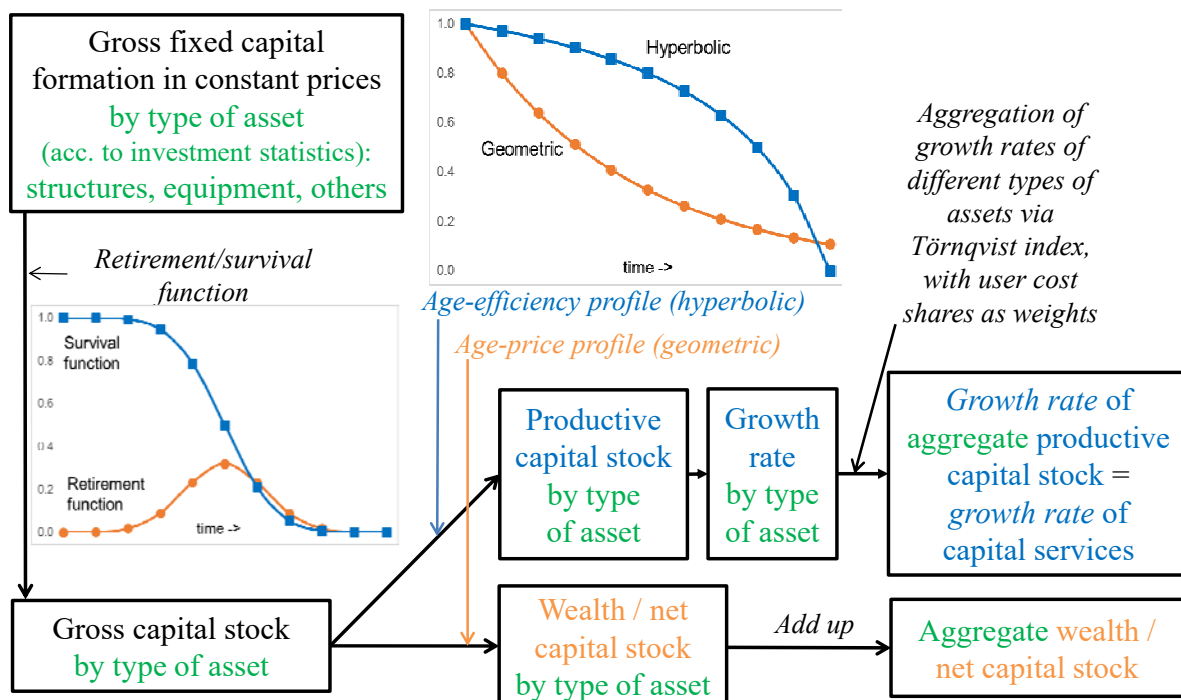 Gross fixed capital
formation in constant prices
by type of asset
(acc. to investment statistics):
structures, equipment, others
1.0
0.8
0.6
0.4
0.2
0.0
Hyperbolic
Geometric
time ->
Aggregation of
growth rates of
different types of
assets via
Törnqvist index,
with user cost
shares as weights
Retirement/survival
function
Age-efficiency profile (hyperbolic)
Age-price profile (geometric)
1.0
0.8
0.6
0.4
0.2
0.0
Survival
function
Retirement
function
time ->
Productive
capital stock
by type
of asset
Growth
rate
by type
of asset
Growth rate of
aggregate productive
capital stock =
growth rate of
capital services
Gross capital stock
by type of asset
Wealth / net
capital stock
by type of asset
Add up
Aggregate wealth /
net capital stock